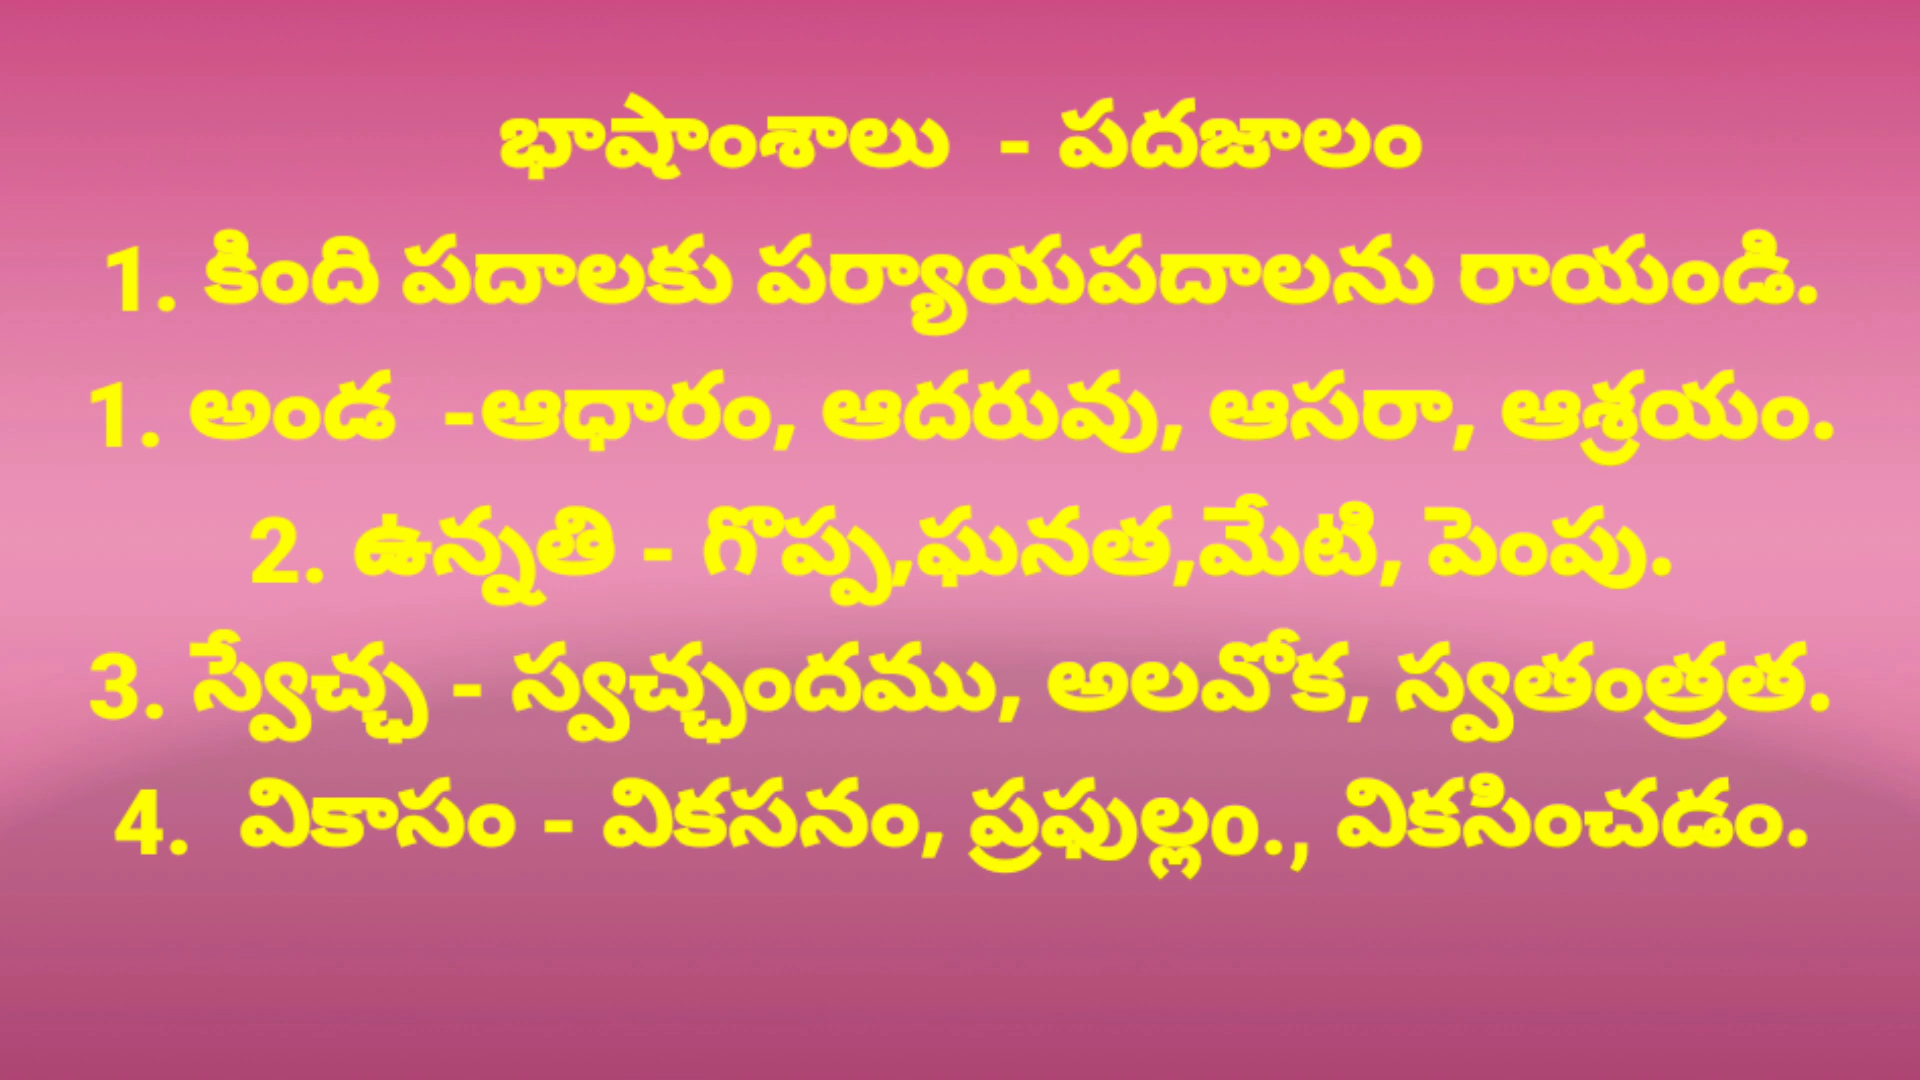 భాషాంశాలు - పదజాలం
1. కింది పదాలకు పర్యాయపదాలను రాయండి.
1. అండ -ఆధారం, ఆదరువు, ఆసరా, ఆశ్రయం.
2. ఉన్నతి - గొప్ప,ఘనత,మేటి, పెంపు.
3. స్వేచ్ఛ - స్వచ్ఛందము, అలవోక, స్వతంత్రత.
4. వికాసం - వికసనం, ప్రఫుల్లం., వికసించడం.